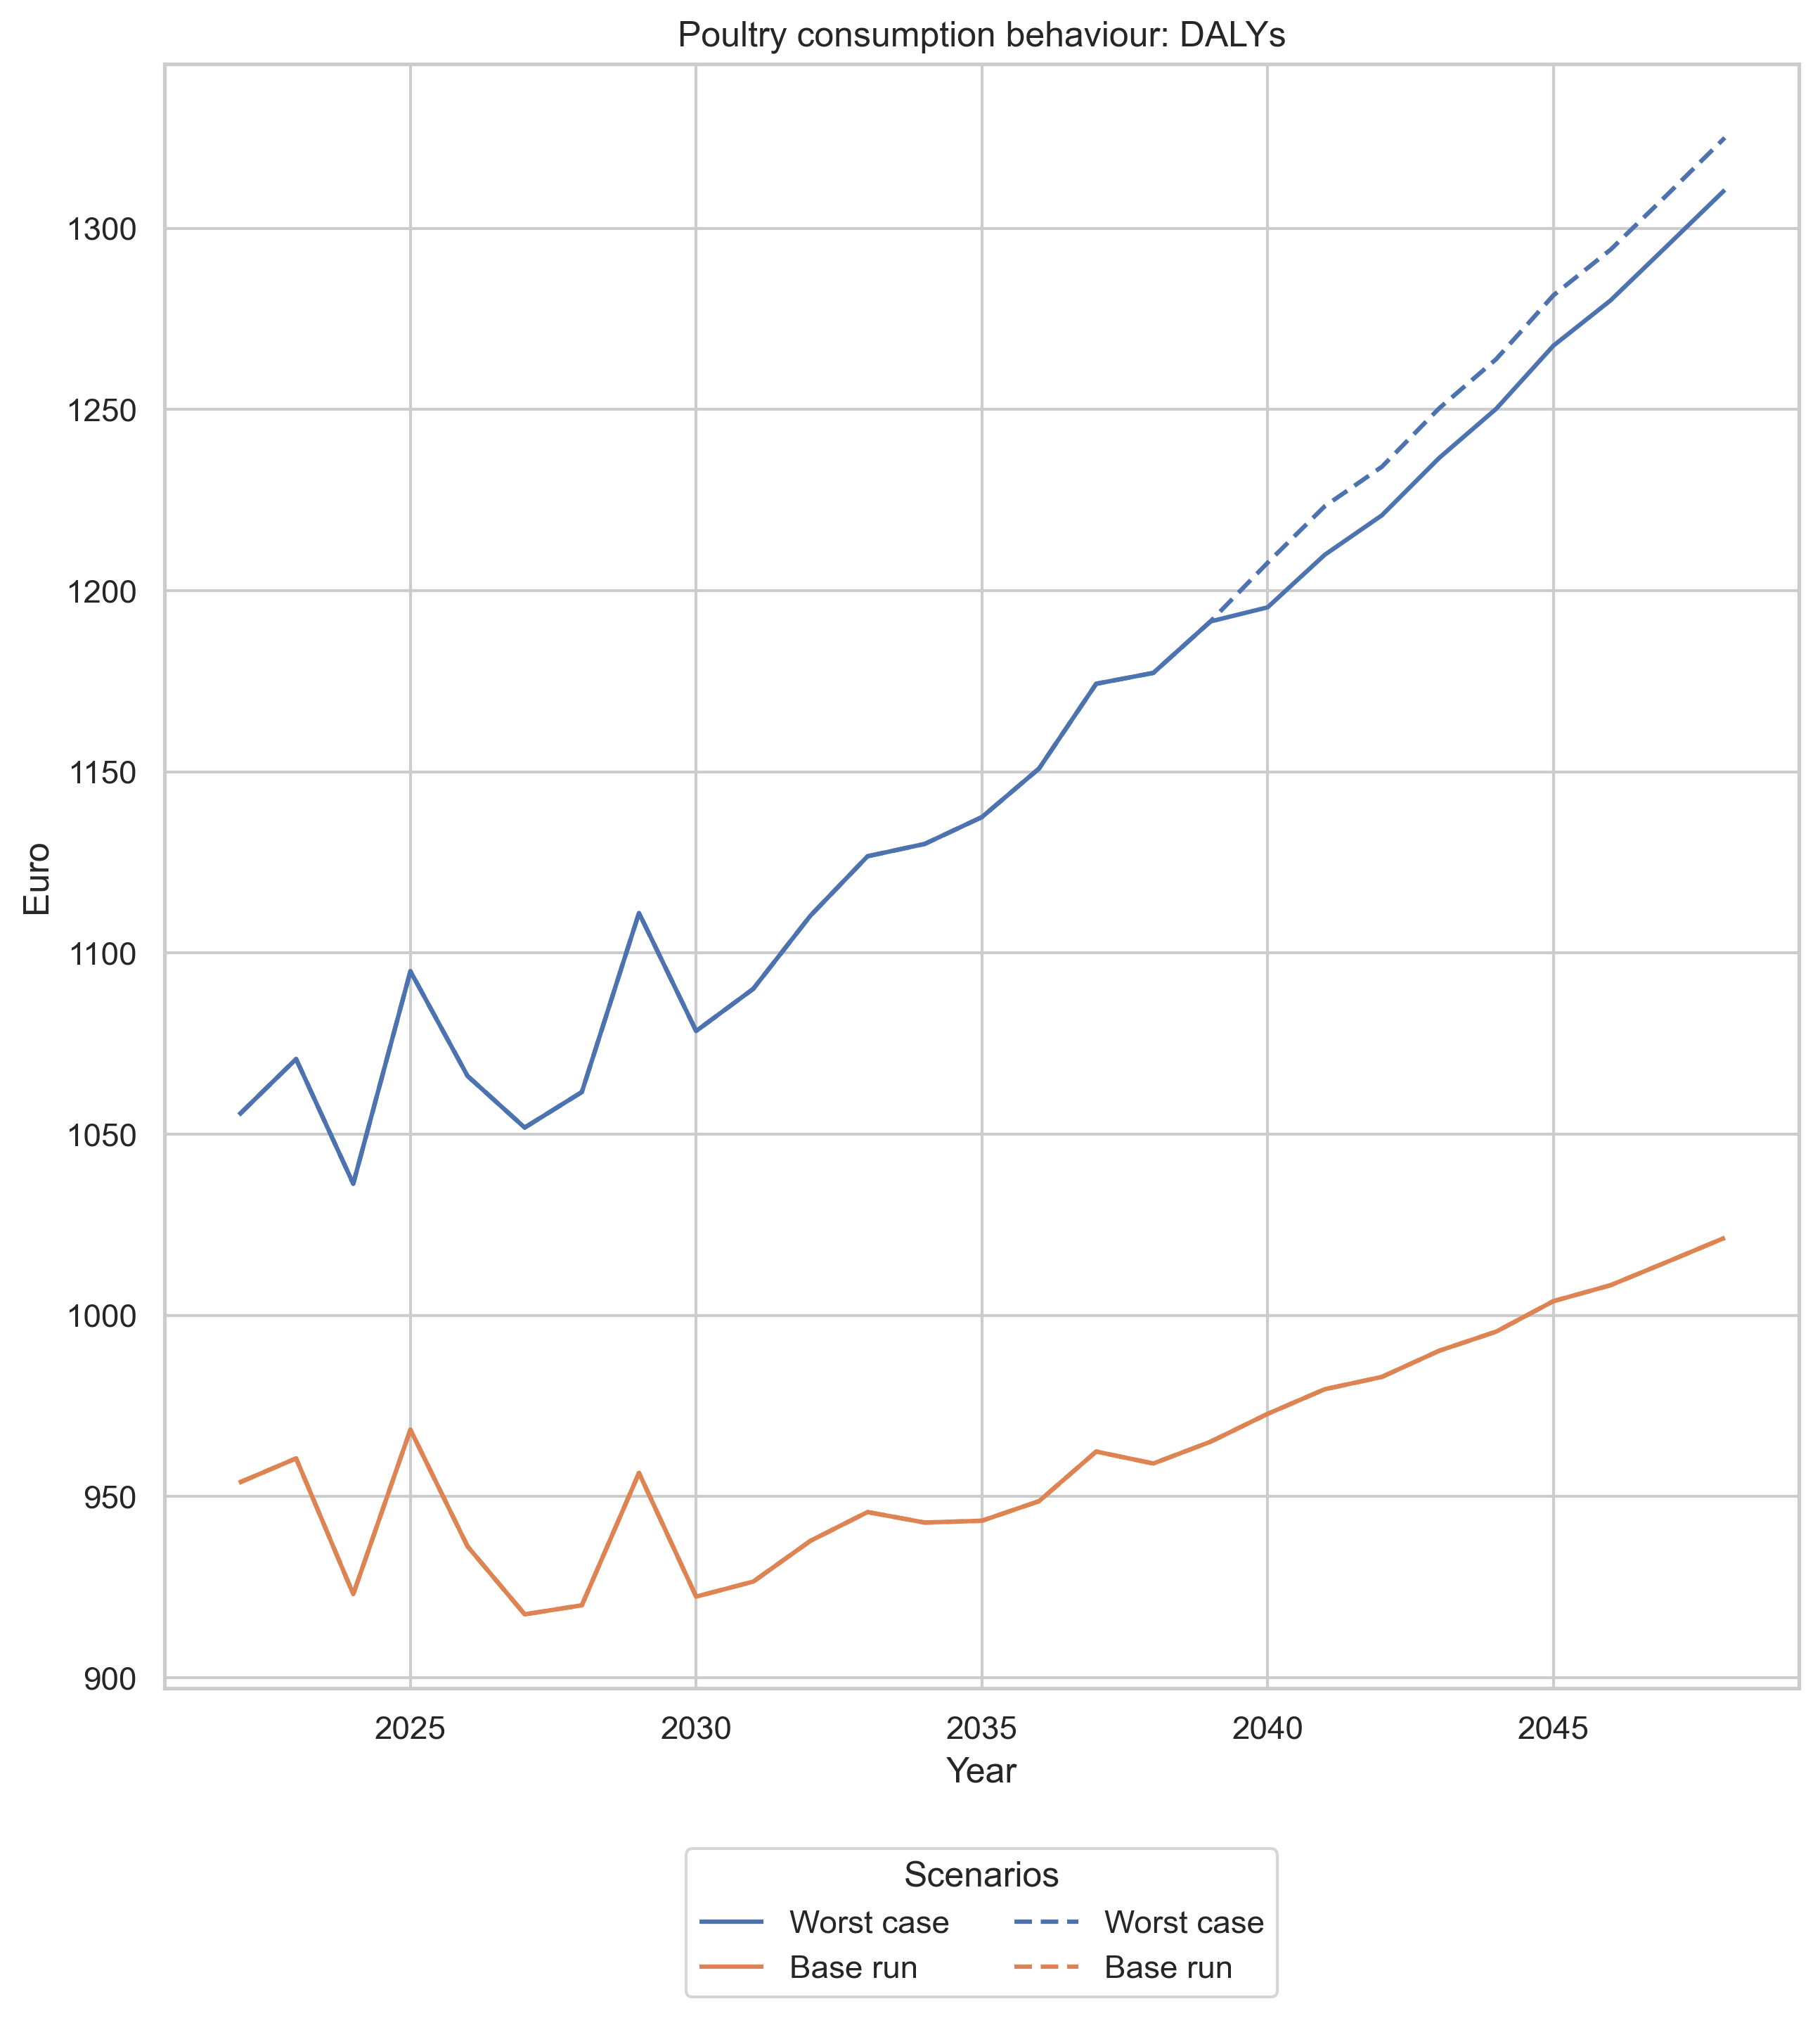 Poultry consumption behaviour: DALYs
1300
1250
1200
1150
1100
1050
1000
950
900
Euro
2025 2030 2035 2040 2045
Year
Scenarios
Worst case Worst case
Base run Base run